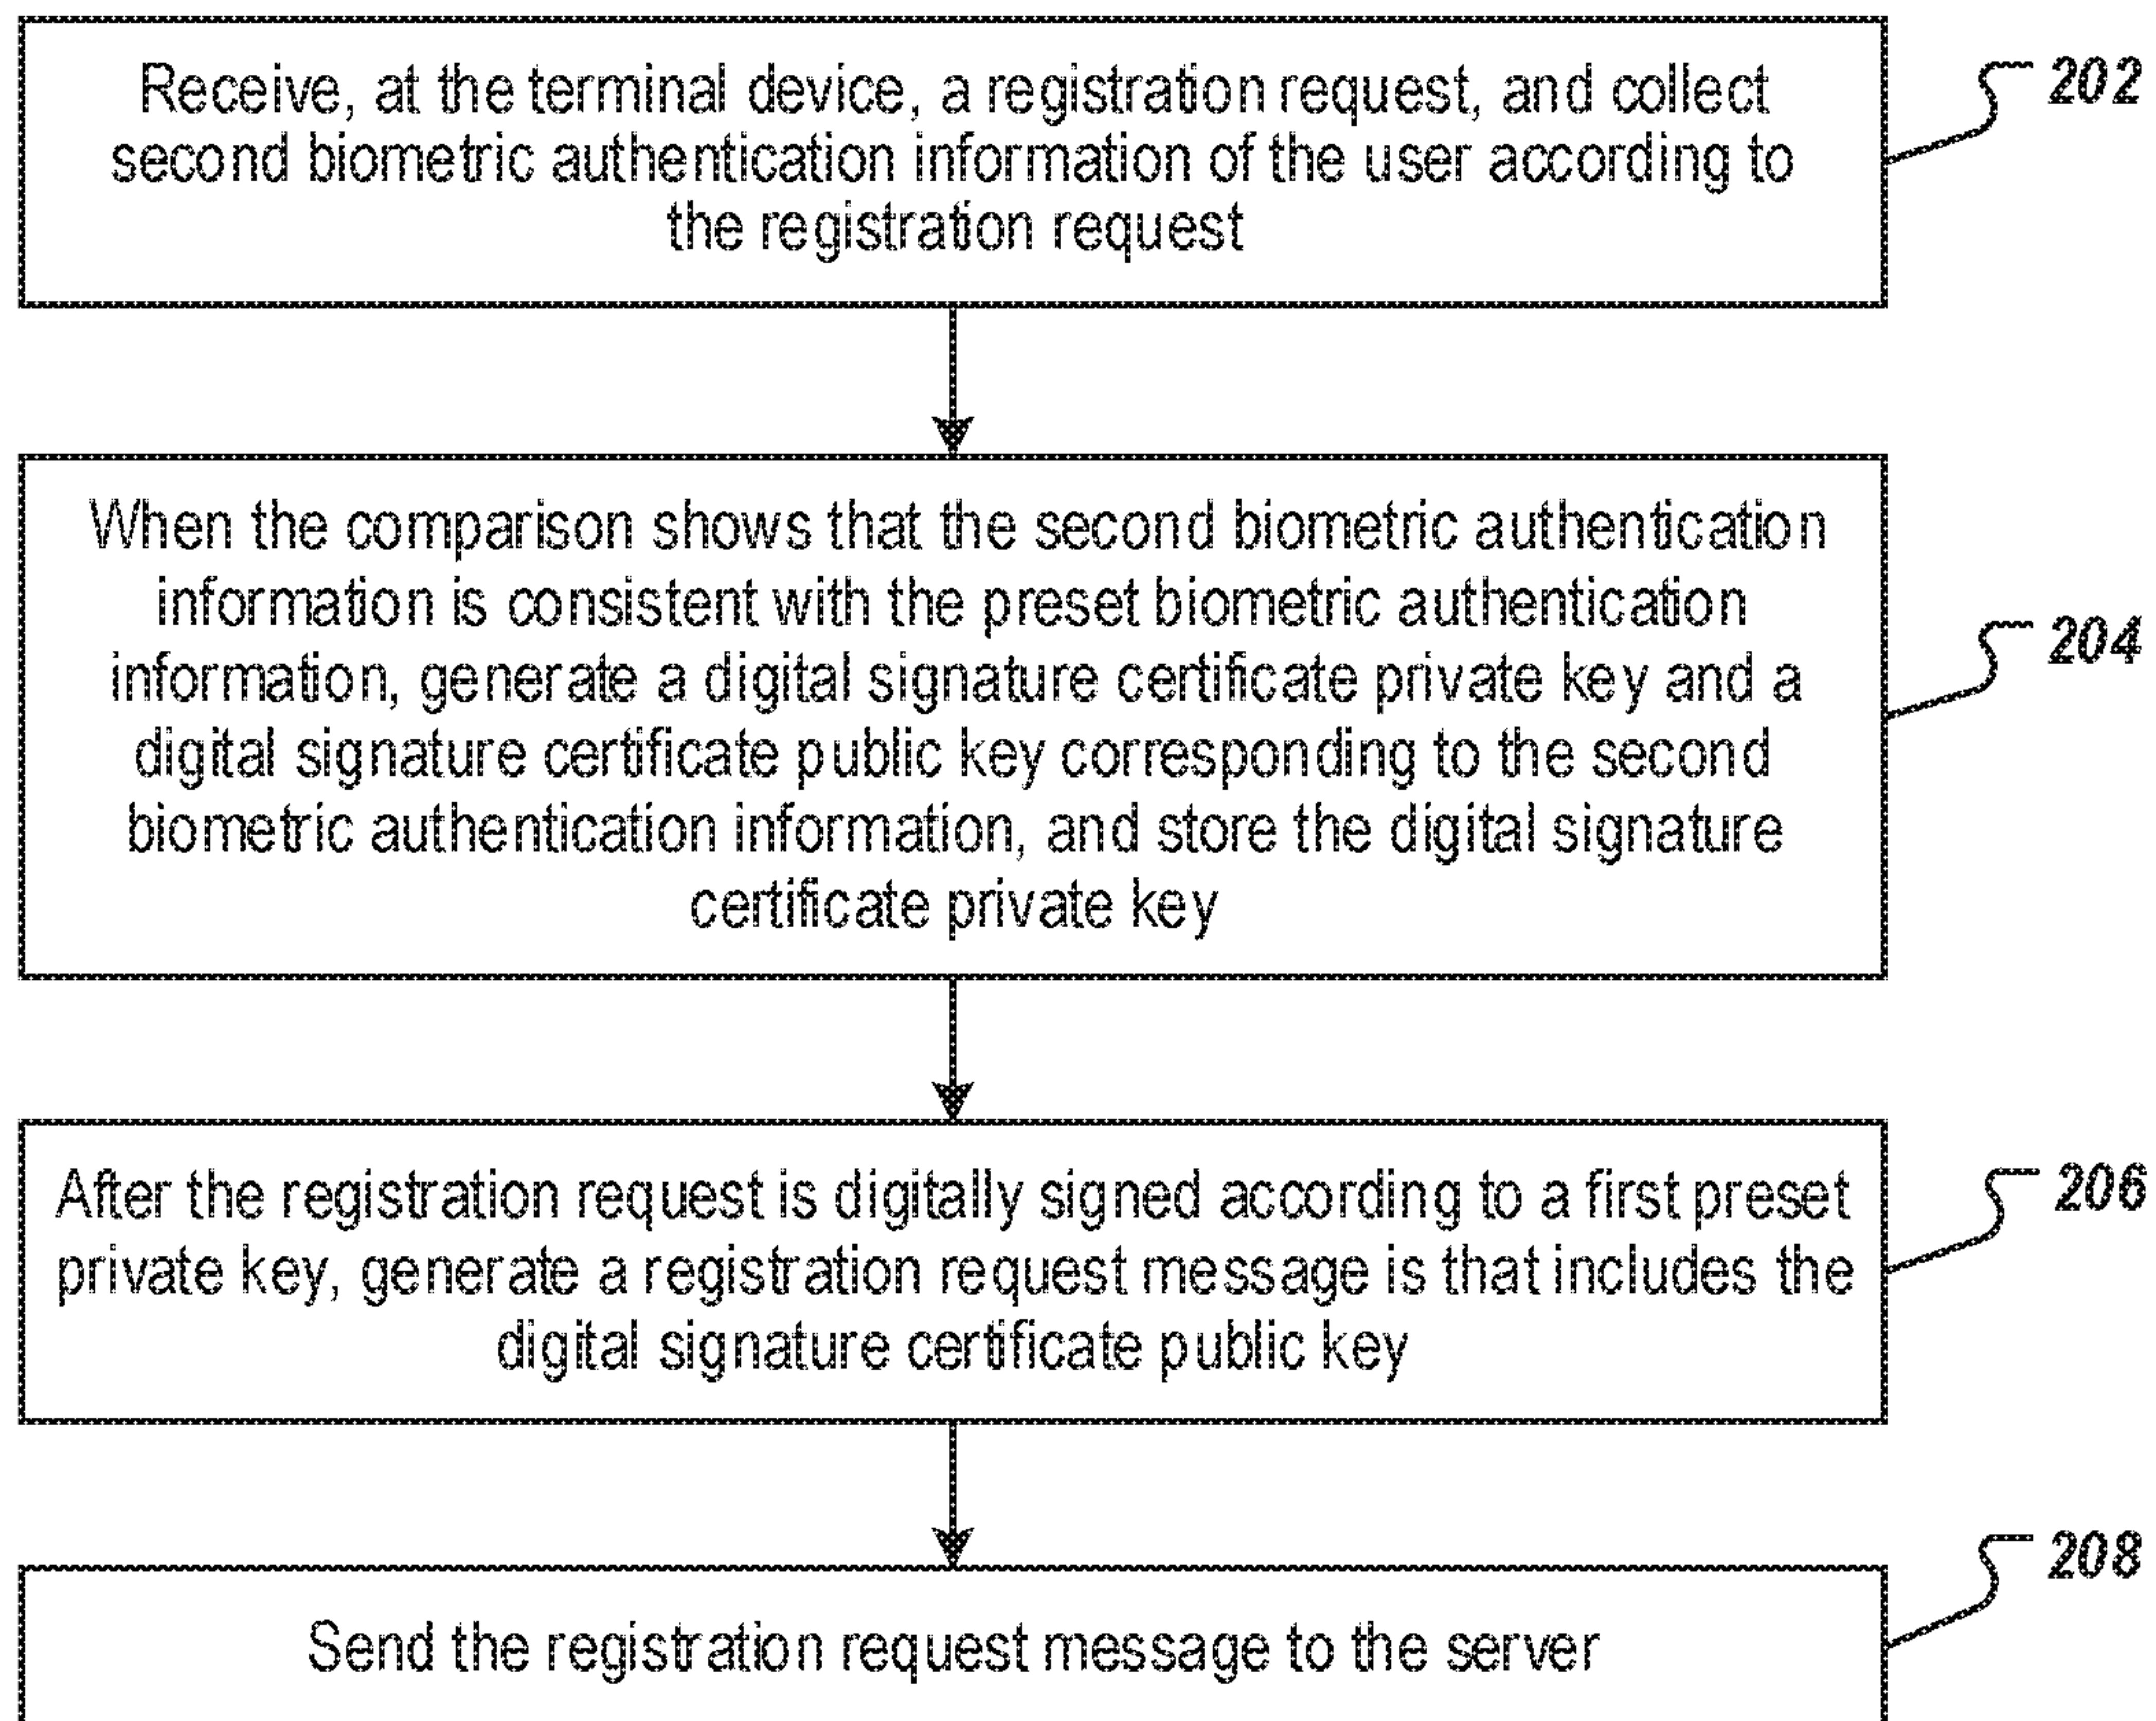 Receive, at the terminal device, a registration request, and collect
second biometric authentication information of the user according to
the registration request
202
When the comparison shows that the second biometric authentication
information is consistent with the preset biometric authentication
information, generate a digital signature certificate private key and a
digital signature certificate public key corresponding to the second
biometric authentication information, and store the digital signature
certificate private key
204
After the registration request is digitally signed according to a first preset
private key, generate a registration request message is that includes the
digital signature certificate public key
206
Send the registration request message to the server
208